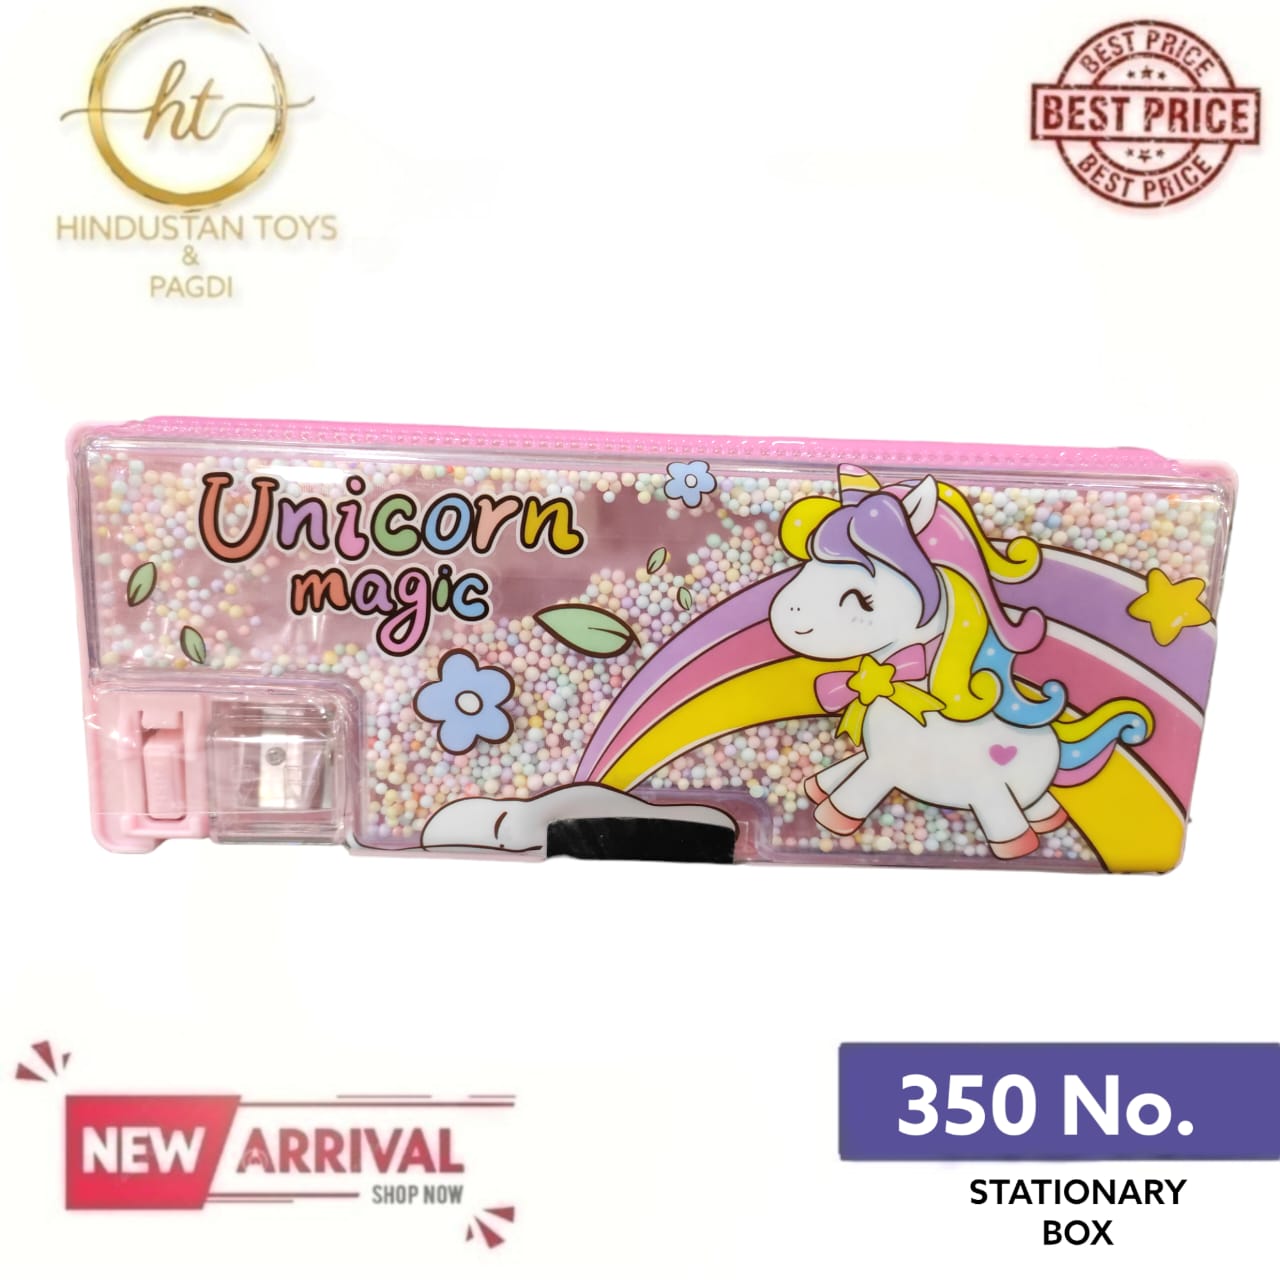 ht
HINDUSTAN TOYS
&
PAGDI
BEST PRICE
BEST PRICE
BEST PRICE
Unicorn
magic
NEW ARRIVAL
SHOP NOW
350 No.
STATIONARY
BOX